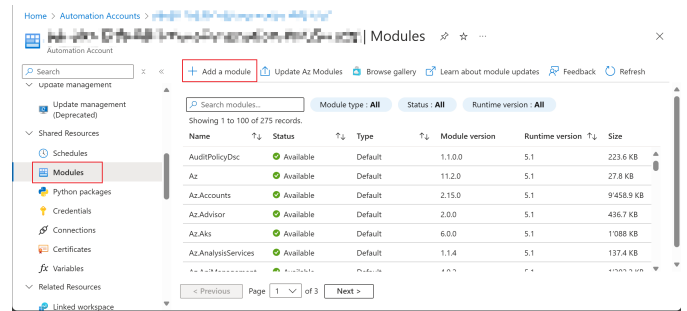 Home > Automation Accounts >
| Modules
Automation Account
Search
+ Add a module
Update Az Modules
Browse gallery
Learn about module updates
Feedback
Refresh
Update management
Update management (Deprecated)
Shared Resources
Schedules
Modules
Python packages
Credentials
Connections
Certificates
fx Variables
Related Resources
Linked workspace
Search modules...
Module type : All
Status : All
Runtime version : All
Showing 1 to 100 of 275 records.
Name ↑↓ Status ↑↓ Type ↑↓ Module version Runtime version ↑↓ Size
AuditPolicyDsc Available Default 1.1.0.0 5.1 223.6 KB
Az Available Default 11.2.0 5.1 27.8 KB
Az.Accounts Available Default 2.15.0 5.1 9'458.9 KB
Az.Advisor Available Default 2.0.0 5.1 436.7 KB
Az.Aks Available Default 6.0.0 5.1 1'088 KB
Az.AnalysisServices Available Default 1.1.4 5.1 137.4 KB
< Previous Page 1 of 3 Next >